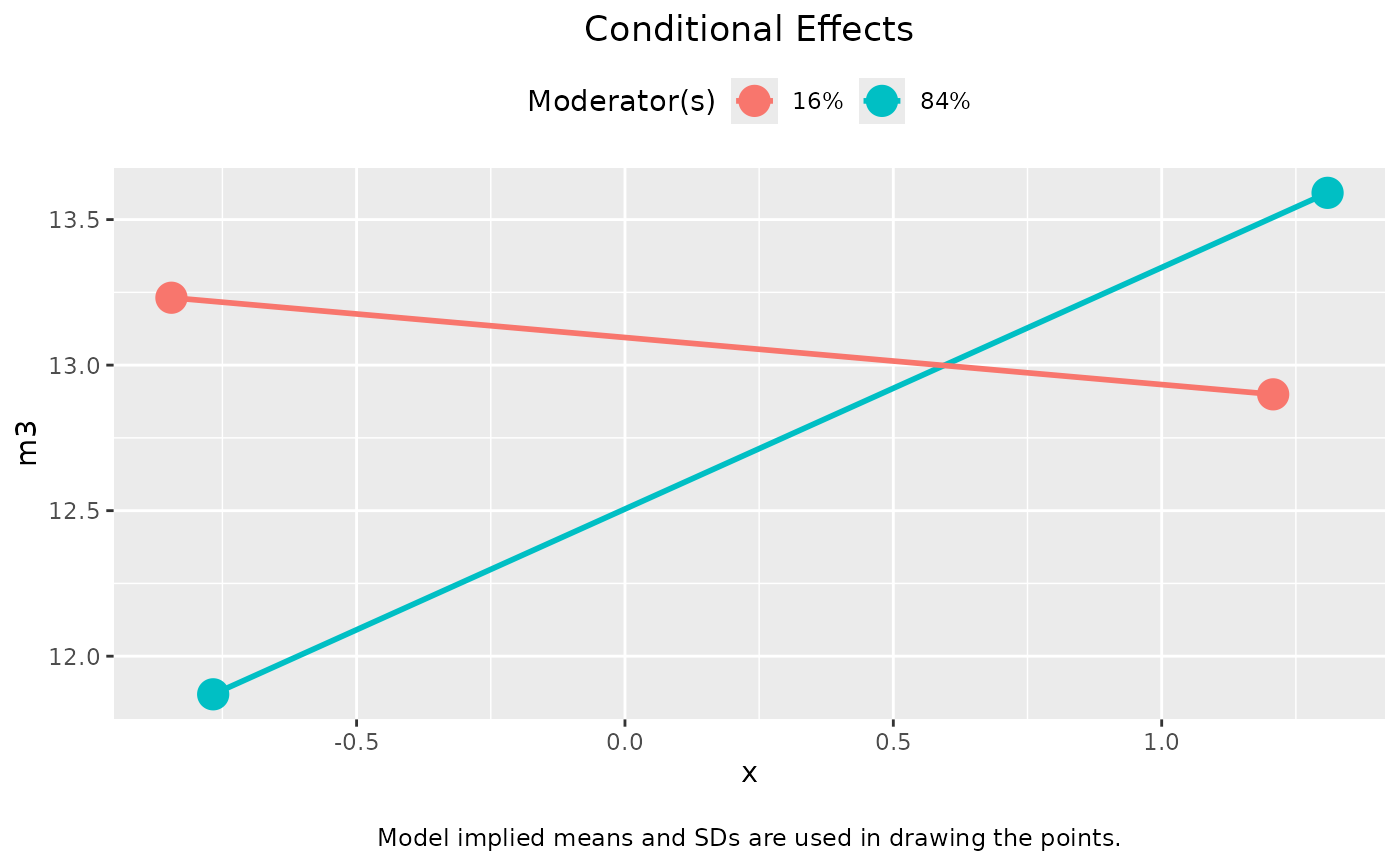 Conditional Effects
Moderator(s) 16% 84%
13.5
13.0
12.5
12.0
m3
-0.5 0.0 0.5 1.0
x
Model implied means and SDs are used in drawing the points.